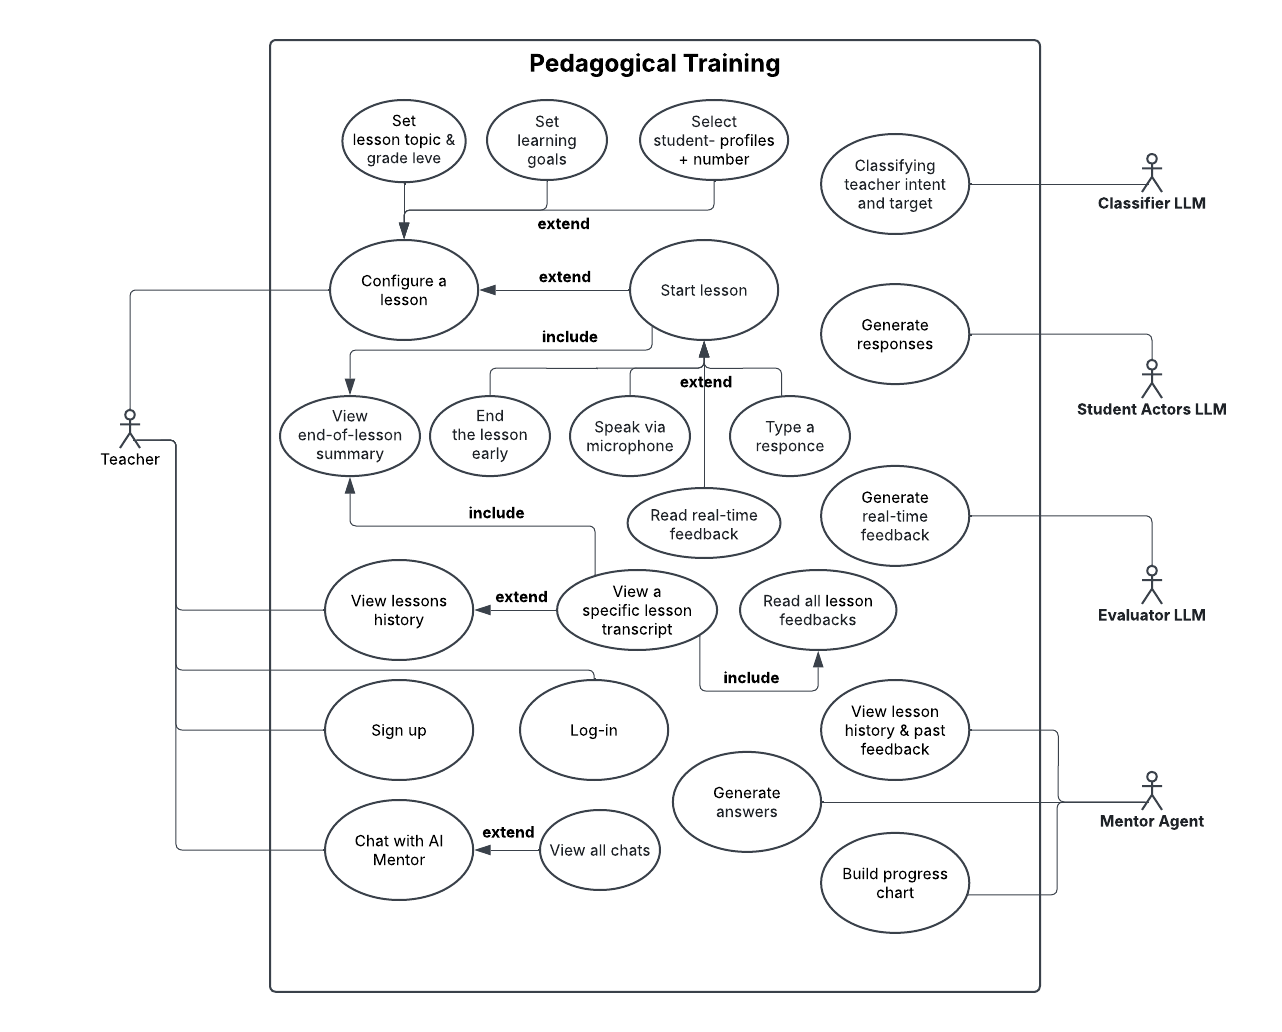 Pedagogical Training
Set
lesson topic &
grade leve
Set
learning
goals
Select
student- profiles
+ number
Classifying
teacher intent
and target
Classifier LLM
extend
Configure a
lesson
extend
Start lesson
Generate
responses
include
extend
Student Actors LLM
View
end-of-lesson
summary
End
the lesson
early
Speak via
microphone
Type a
responce
Teacher
include
Read real-time
feedback
Generate
real-time
feedback
View lessons
history
extend
View a
specific lesson
transcript
Read all lesson
feedbacks
Evaluator LLM
include
Sign up
Log-in
View lesson
history & past
feedback
Generate
answers
Mentor Agent
Chat with AI
Mentor
extend
View all chats
Build progress
chart